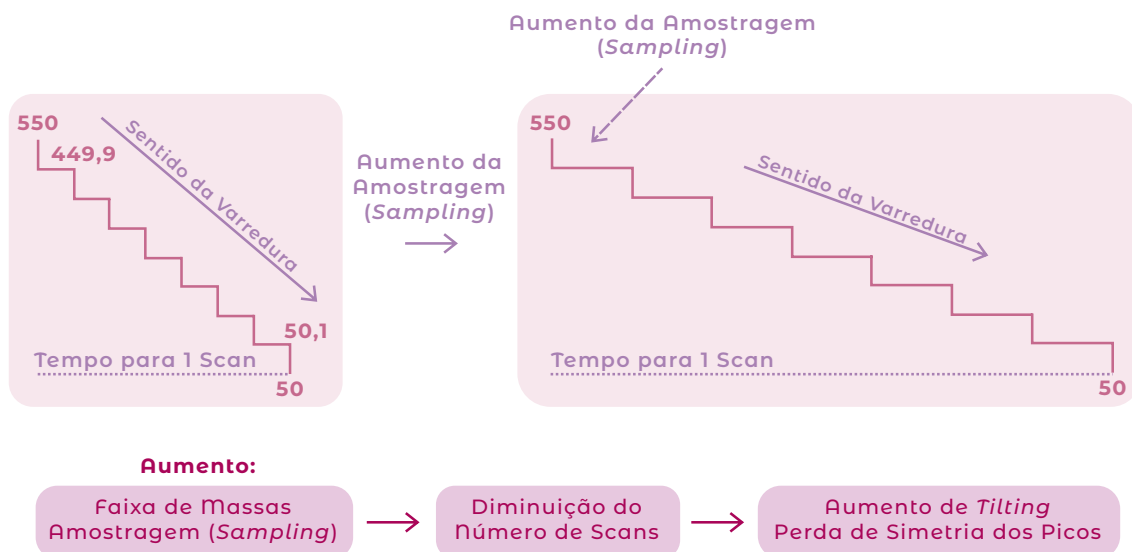 Aumento da Amostragem
(Sampling)
550
449,9
Sentido da Varredura
50,1
Tempo para 1 Scan
50
Aumento da
Amostragem
(Sampling)
550
Sentido da Varredura
Tempo para 1 Scan
50
Aumento:
Faixa de Massas
Amostragem (Sampling)
Diminuição do
Número de Scans
Aumento de Tilting
Perda de Simetria dos Picos